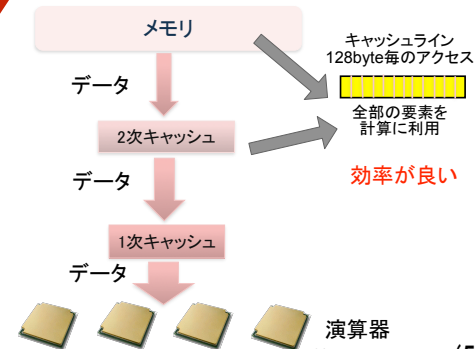 メモリ
キャッシュライン
128byte毎のアクセス
データ
全部の要素を
計算に利用
2次キャッシュ
効率が良い
データ
1次キャッシュ
データ
演算器